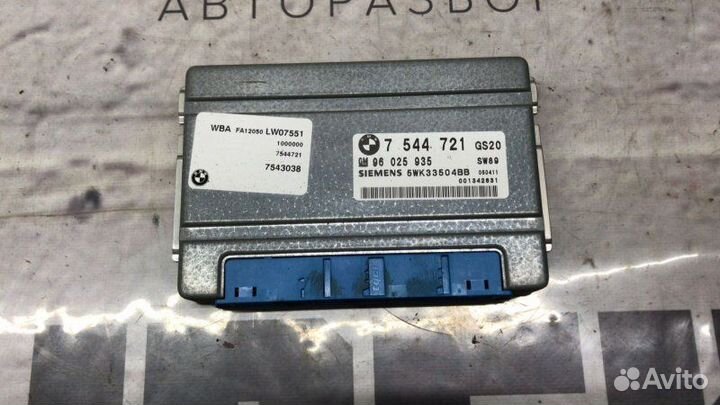 АВТОРАЗБОР
WBA FA12050 LW07551
1000000
7544721
7543038
7 544 721 GS20
GM 96 025 935 SW69
SIEMENS 5WK33504BB 050411
001342831
Avito